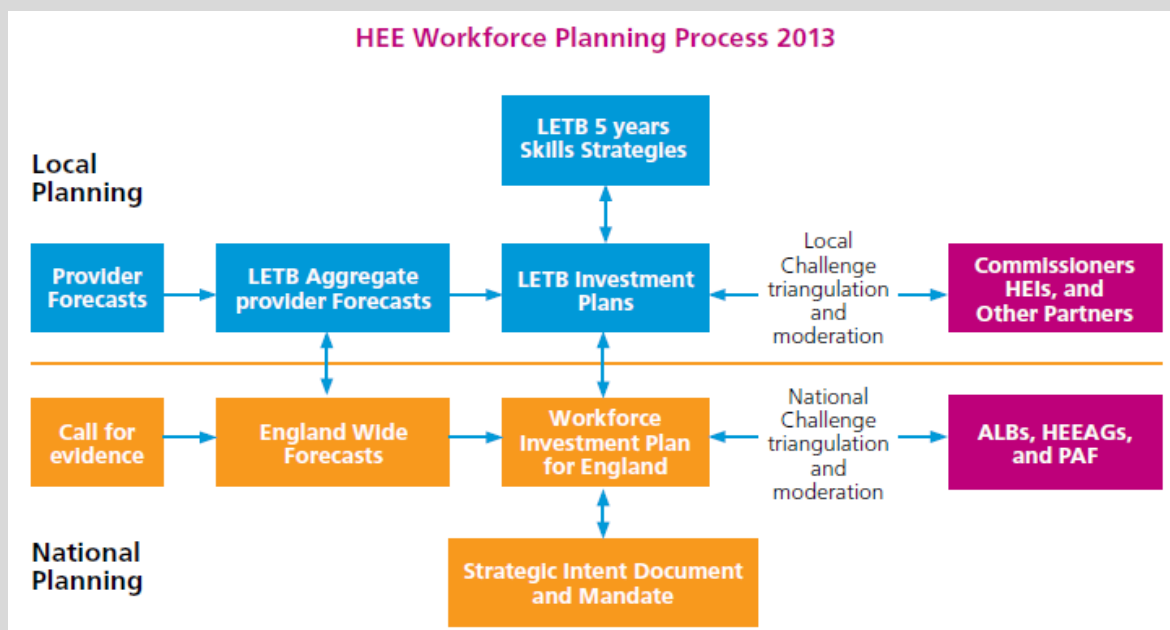 HEE Workforce Planning Process 2013
LETB 5 years
Skills Strategies
Local
Planning
Provider
Forecasts
LETB Aggregate
provider Forecasts
LETB Investment
Plans
Local
Challenge
triangulation
and
moderation
Commissioners
HEIs, and
Other Partners
Call for
evidence
England Wide
Forecasts
Workforce
Investment Plan
for England
National
Challenge
triangulation
and
moderation
ALBs, HEEAGs,
and PAF
National
Planning
Strategic Intent Document
and Mandate